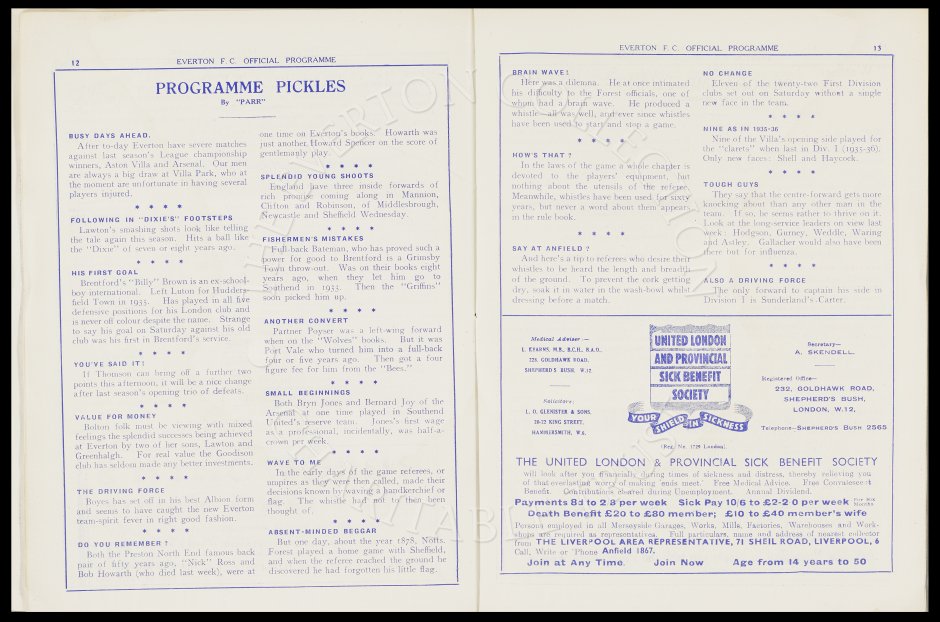 12
EVERTON F. C. OFFICIAL PROGRAMME
PROGRAMME PICKLES
By "PARR"
BUSY DAYS AHEAD.
After to-day Everton have severe matches
against last season's League championship
winners, Aston Villa and Arsenal. Our men
are always a big draw at Villa Park, who at
the moment are unfortunate in having several
players injured.
* * * *
FOLLOWING IN "DIXIE'S" FOOTSTEPS
Lawton's smashing shots look like telling
the tale again this season. Hits a ball like
the "Dixie" of seven or eight years ago.
* * * *
HIS FIRST GOAL
Brentford's "Billy" Brown is an ex-school-
boy international. Left Luton for Hudders-
field Town in 1933. Has played in all five
defensive positions for his London club and
is never off colour despite the name. Strange
to say his goal on Saturday against his old
club was his first in Brentford's service.
* * * *
YOU'VE SAID IT!
If Thomson can bring off a further two
points this afternoon, it will be a nice change
after last season's opening trio of defeats.
* * * *
VALUE FOR MONEY
Bolton folk must be viewing with mixed
feelings the splendid successes being achieved
at Everton by two of her sons, Lawton and
Greenhalgh. For real value the Goodison
club has seldom made any better investments.
* * * *
THE DRIVING FORCE
Boyes has set off in his best Albion form
and seems to have caught the new Everton
team-spirit fever in right good fashion.
* * * *
DO YOU REMEMBER?
Both the Preston North End famous back
pair of fifty years ago, "Nick" Ross and
Bob Howarth (who died last week), were at
one time on Everton's books. Howarth was
just another Howard Spencer on the score of
gentlemanly play.
* * * *
SPLENDID YOUNG SHOOTS
England have three inside forwards of
rich promise coming along in Mannion,
Clifton and Robinson, of Middlesbrough,
Newcastle and Sheffield Wednesday.
* * * *
FISHERMEN'S MISTAKES
Full-back Bateman, who has proved such a
power for good to Brentford is a Grimsby
Town throw-out. Was on their books eight
years ago, when they let him go to
Southend in 1933. Then the "Griffins"
soon picked him up.
* * * *
ANOTHER CONVERT
Partner Poyser was a left-wing forward
when on the "Wolves" books. But it was
Port Vale who turned him into a full-back
four or five years ago. Then got a four
figure fee for him from the "Bees."
* * * *
SMALL BEGINNINGS
Both Bryn Jones and Bernard Joy of the
Arsenal at one time played in Southend
United's reserve team. Jones's first wage
as a professional, incidentally, was half-a-
crown per week.
* * * *
WAVE TO ME
In the early days of the game referees, or
umpires as they were then called, made their
decisions known by waving a handkerchief or
flag. The whistle had not to then been
thought of.
* * * *
ABSENT-MINDED BEGGAR
But one day, about the year 1878, Notts.
Forest played a home game with Sheffield,
and when the referee reached the ground he
discovered he had forgotten his little flag.
EVERTON F. C. OFFICIAL PROGRAMME
13
BRAIN WAVE!
Here was a dilemna. He at once intimated
his difficulty to the Forest officials, one of
whom had a brain wave. He produced a
whistle—all was well, and ever since whistles
have been used to start and stop a game.
* * * *
HOW'S THAT?
In the laws of the game a whole chapter is
devoted to the players' equipment, but
nothing about the utensils of the referee.
Meanwhile, whistles have been used for sixty
years, but never a word about them appears
in the rule book.
* * * *
SAY AT ANFIELD?
And here's a tip to referees who desire their
whistles to be heard the length and breadth
of the ground. To prevent the cork getting
dry, soak it in water in the wash-bowl whilst
dressing before a match.
NO CHANGE
Eleven of the twenty-two First Division
clubs set out on Saturday without a single
new face in the team.
* * * *
NINE AS IN 1935-36
Nine of the Villa's opening side played for
the "clarets" when last in Div. I (1935-36).
Only new faces: Shell and Haycock.
* * * *
TOUGH GUYS
They say that the centre-forward gets more
knocking about than any other man in the
team. If so, he seems rather to thrive on it.
Look at the long-service leaders on view last
week: Hodgson, Gurney, Weddle, Waring
and Astley. Gallacher would also have been
there but for influenza.
* * * *
ALSO A DRIVING FORCE
The only forward to captain his side in
Division I is Sunderland's Carter.
Medical Adviser:—
L. KEARNS, M.B., B.C.H., B.A.O.,
228, GOLDHAWK ROAD,
SHEPHERD'S BUSH, W.12
Solicitors:
L. O. GLENISTER & SONS,
20-22 KING STREET,
HAMMERSMITH, W.6.
UNITED LONDON
AND PROVINCIAL
SICK BENEFIT
SOCIETY
YOUR SHIELD IN SICKNESS
(Reg. No. 1729 London)
Secretary—
A. SKENDELL.
Registered Office—
232, GOLDHAWK ROAD,
SHEPHERD'S BUSH,
LONDON, W.12,
Telephone—SHEPHERD'S BUSH 2565
THE UNITED LONDON & PROVINCIAL SICK BENEFIT SOCIETY
will look after you financially during times of sickness and distress, thereby relieving you
of that everlasting worry of making ends meet. Free Medical Advice. Free Convalescent
Benefit. Contributions excused during Unemployment. Annual Dividend.
Payments 8d to 2/8 per week Sick Pay 10/6 to £2-2-0 per week
Death Benefit £20 to £80 member; £10 to £40 member's wife
Persons employed in all Merseyside Garages, Works, Mills, Factories, Warehouses and Work-
shops are required as representatives. Full particulars, name and address of nearest collector
from THE LIVERPOOL AREA REPRESENTATIVE, 71 SHEIL ROAD, LIVERPOOL, 6
Call, Write or 'Phone Anfield 1867.
Join at Any Time. Join Now Age from 14 years to 50